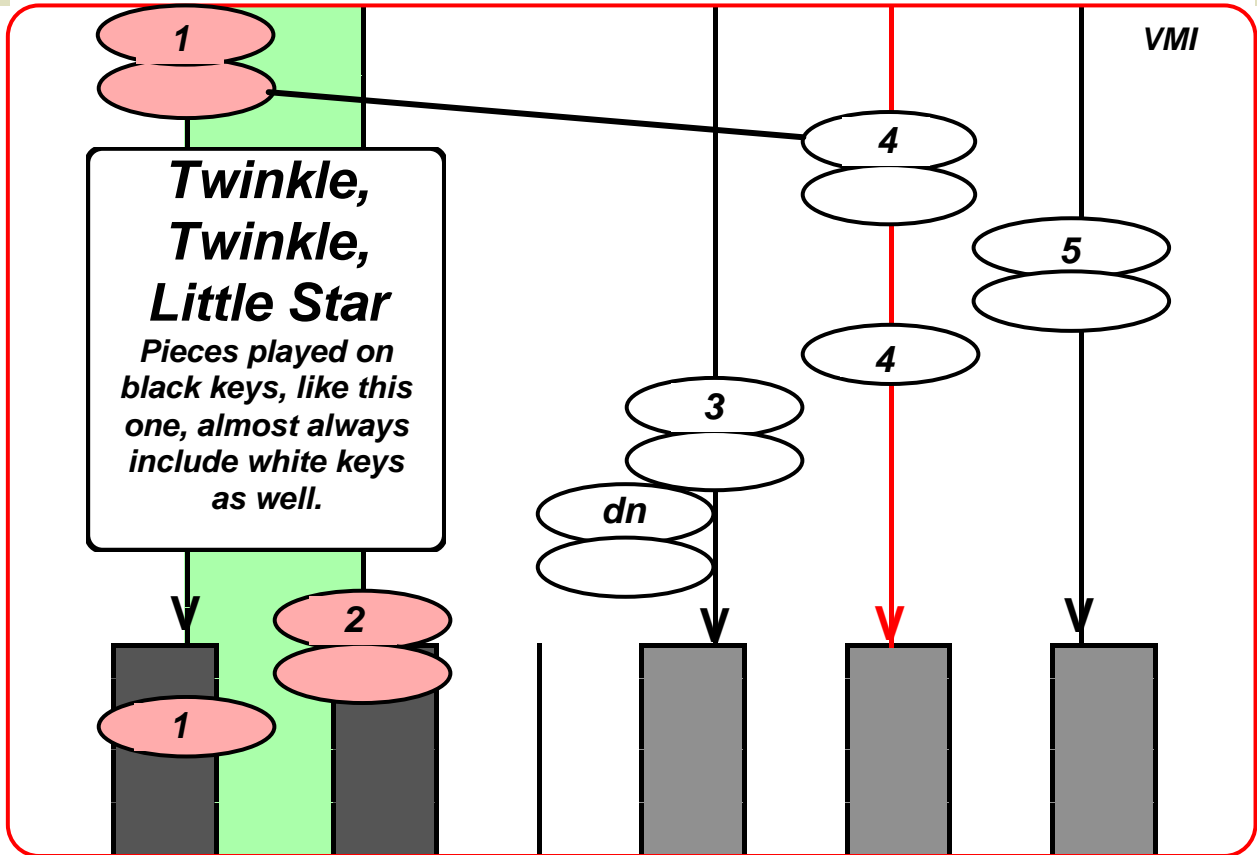 1
VMI
4
Twinkle,
Twinkle,
Little Star
Pieces played on
black keys, like this
one, almost always
include white keys
as well.
5
4
3
dn
V
2
V
V
V
1